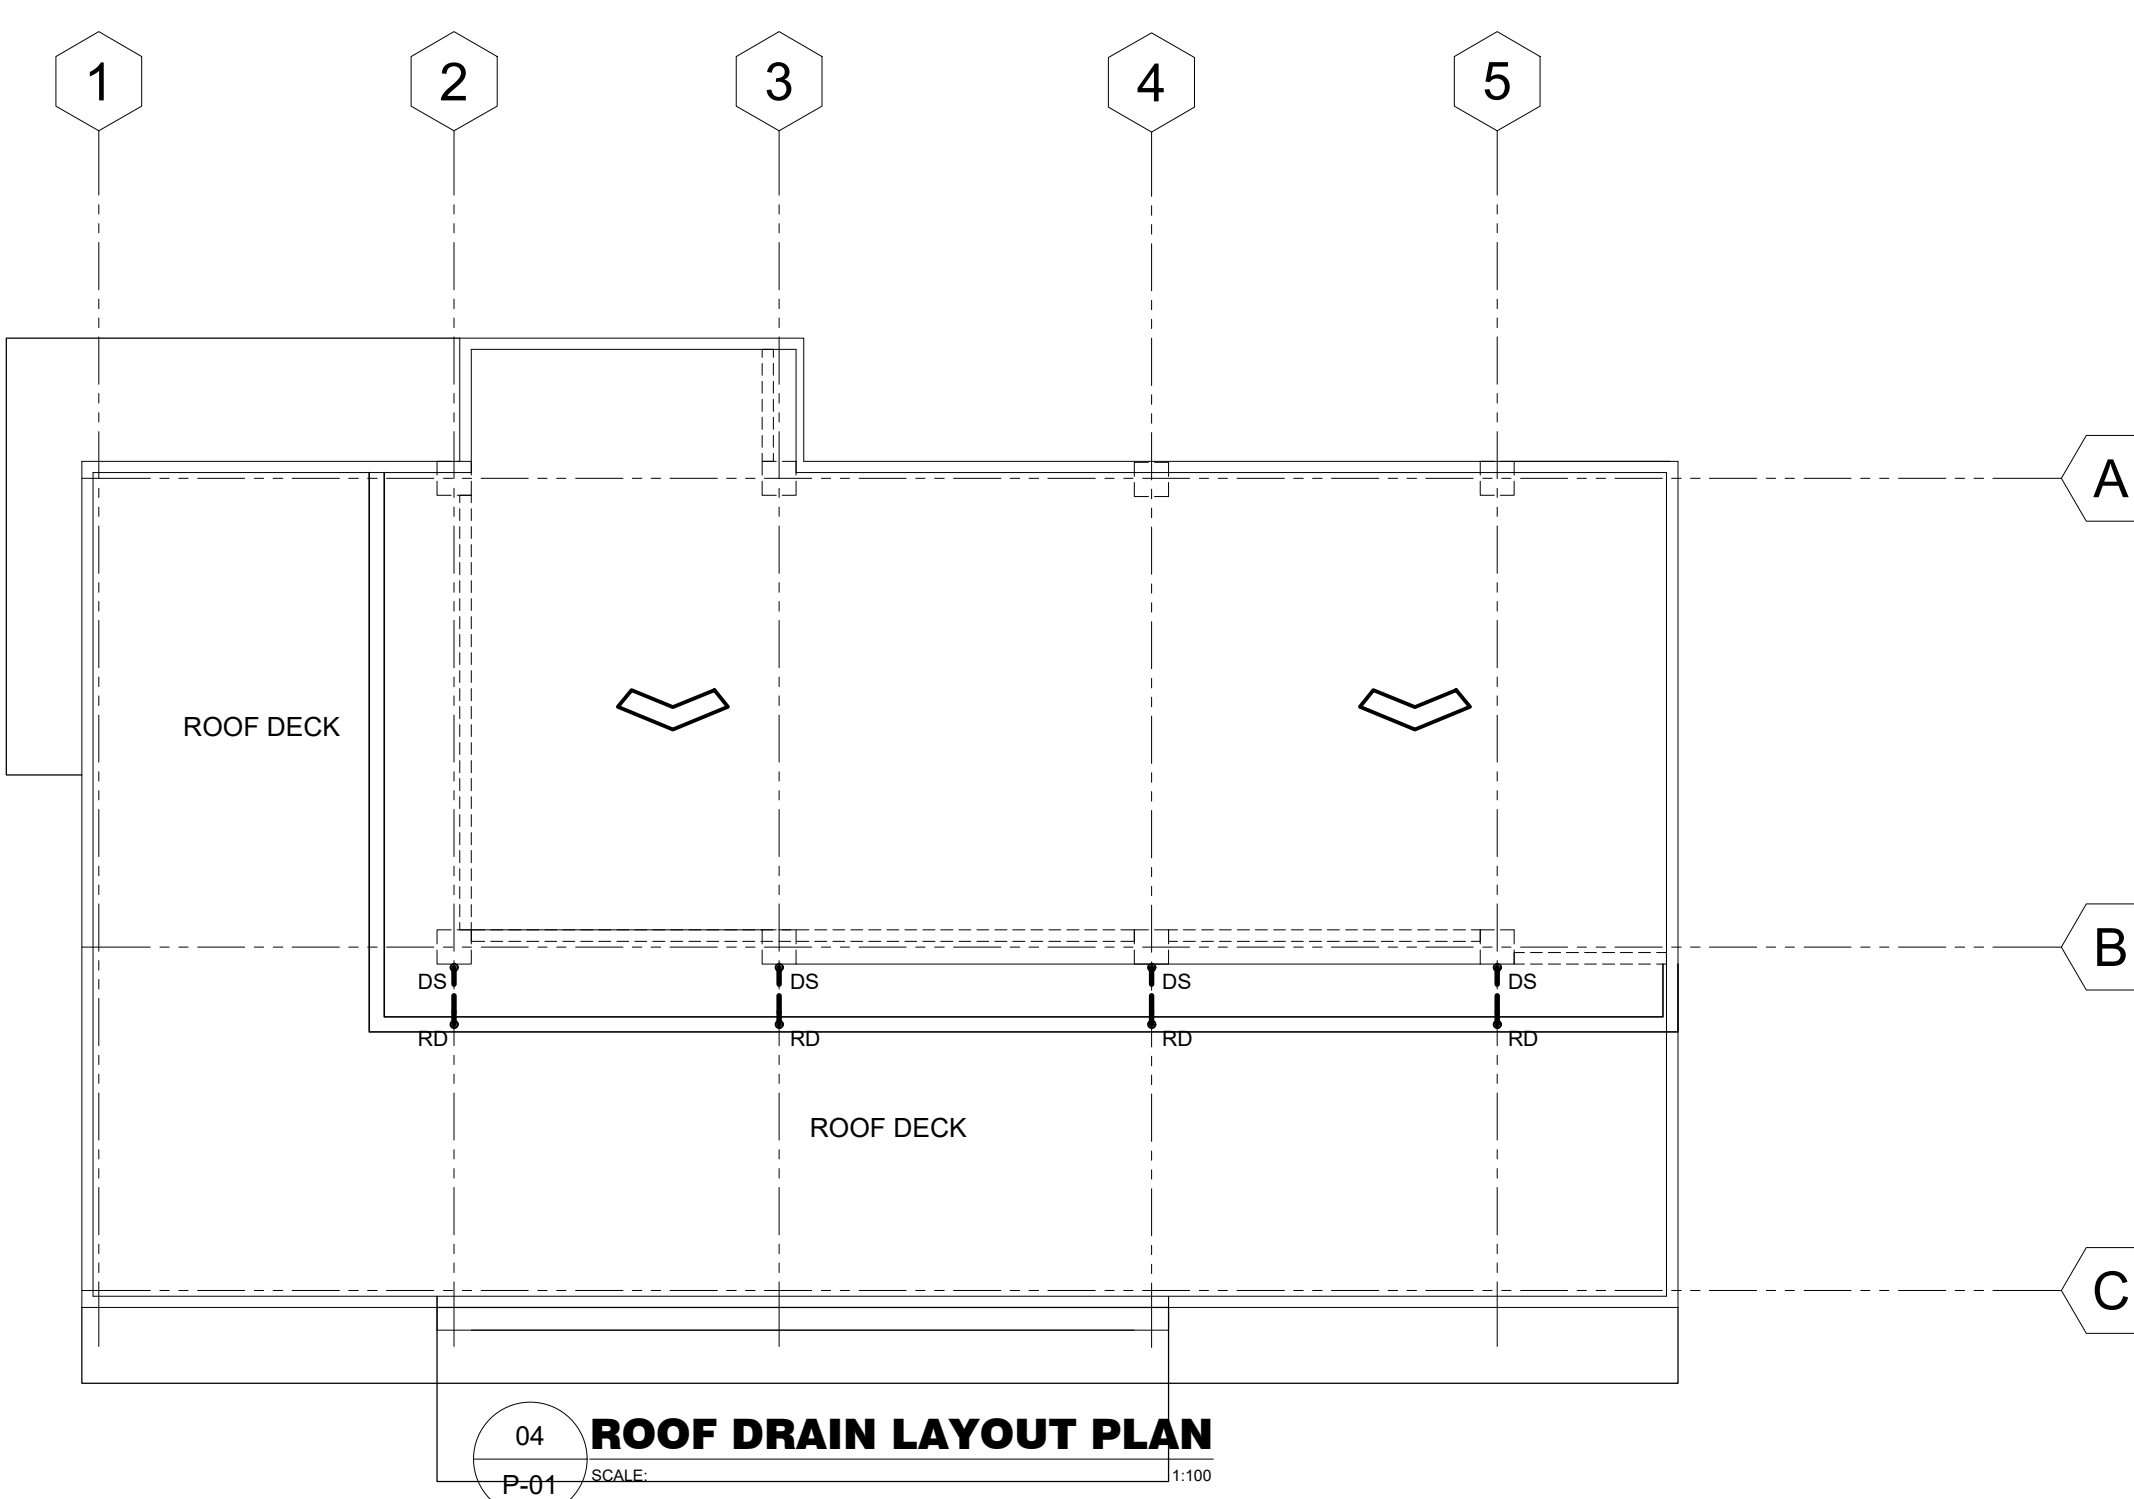 1 2 3 4 5
A
ROOF DECK
B
DS DS DS DS
RD RD RD RD
ROOF DECK
C
04 ROOF DRAIN LAYOUT PLAN
P-01 SCALE: 1:100